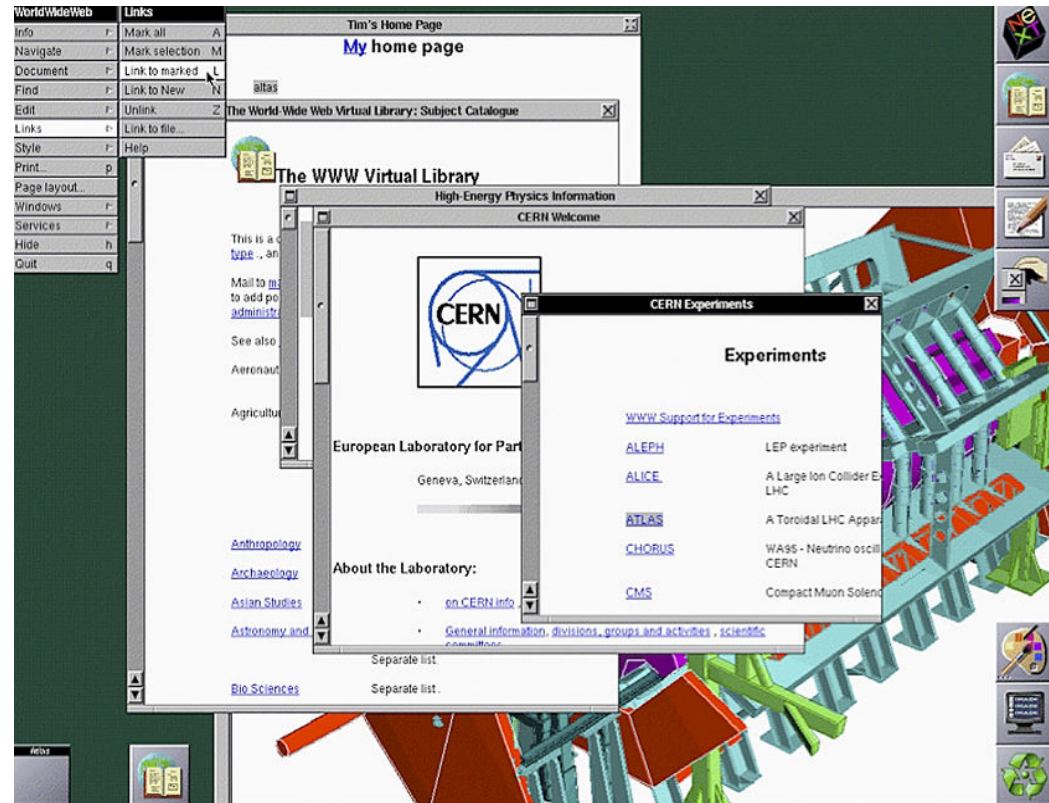 WorldWideWeb
Info
Navigate
Document
Find
Edit
Links
Style
Print... p
Page layout...
Windows
Services
Hide h
Quit q
Links
Mark all A
Mark selection M
Link to marked L
Link to New N
Unlink Z
Link to file...
Help
Tim's Home Page
My home page
altas
The World-Wide Web Virtual Library: Subject Catalogue
The WWW Virtual Library
This is a
type ., an
Mail to
to add po
administr
See also
Aeronaut
Agricultu
Anthropology
Archaeology
Asian Studies
Astronomy and
Separate list.
Bio Sciences Separate list.
High-Energy Physics Information
CERN Welcome
CERN
European Laboratory for Part
Geneva, Switzerland
About the Laboratory:
· on CERN info ,
· General information, divisions, groups and activities , scientific
committees
CERN Experiments
Experiments
WWW Support for Experiments
ALEPH LEP experiment
ALICE A Large Ion Collider E
LHC
ATLAS A Toroidal LHC Appar
CHORUS WA95 - Neutrino oscill
CERN
CMS Compact Muon Soleno
NeXT
Atlas